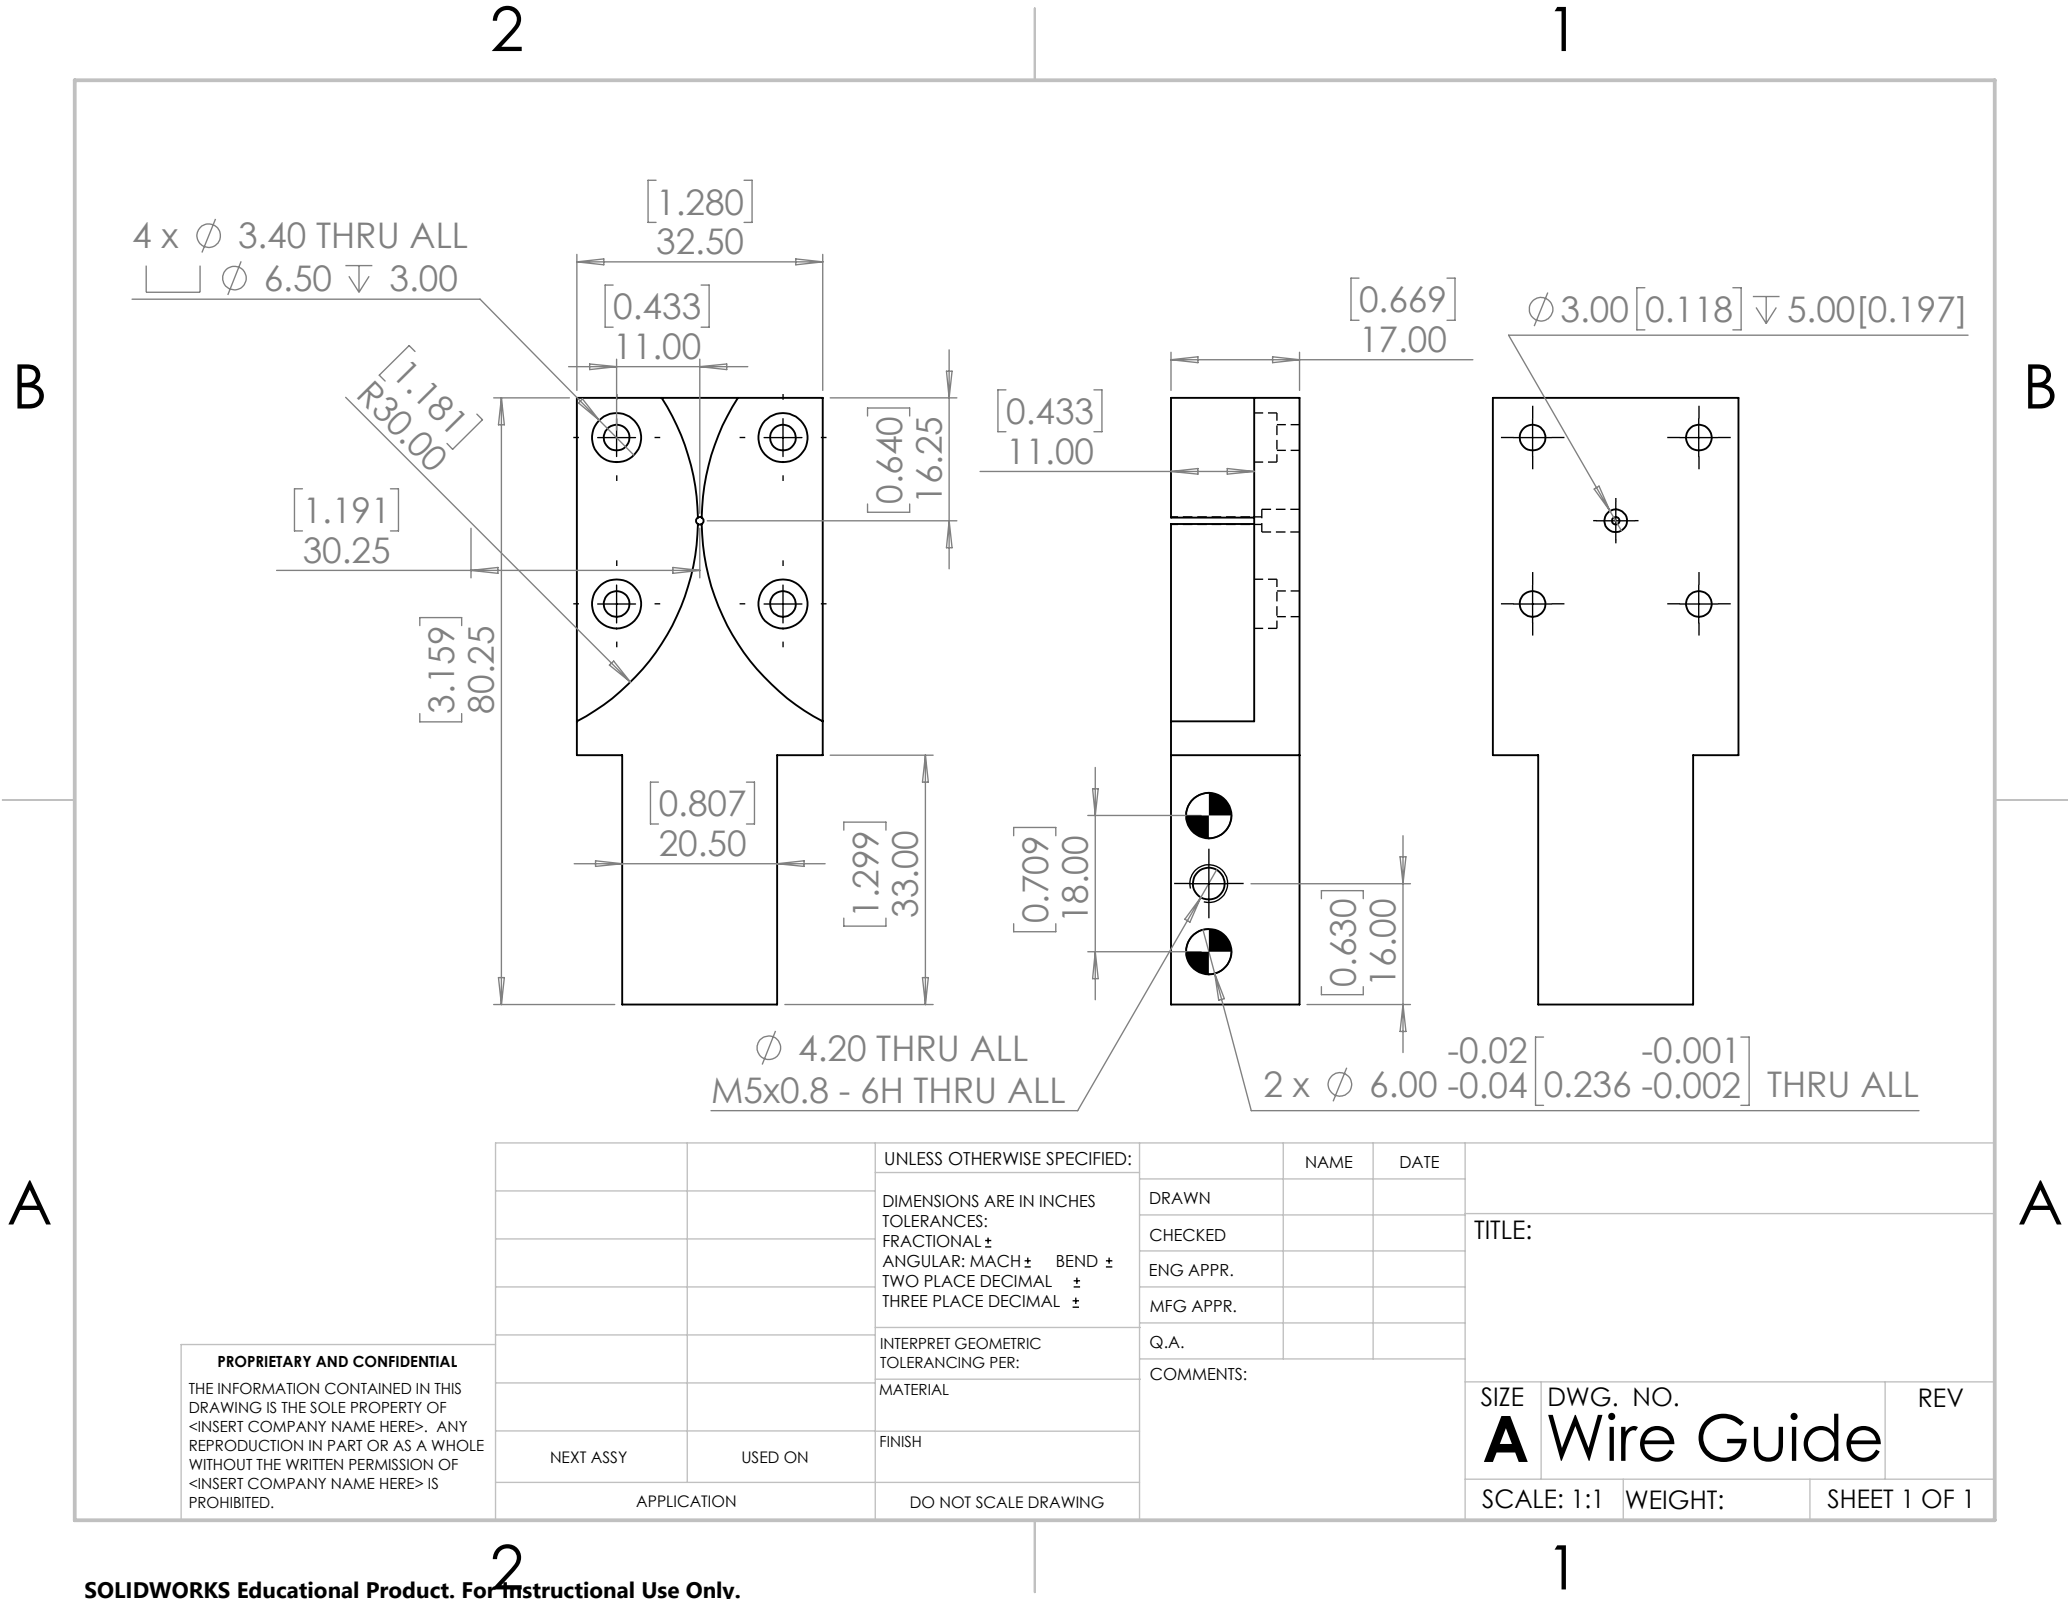 2
1
B
B
A
A
2
1
4 x ⌀ 3.40 THRU ALL
⌴ ⌀ 6.50 ↧ 3.00
[1.280]
32.50
[0.433]
11.00
[1.181]
R30.00
[1.191]
30.25
[0.640]
16.25
[3.159]
80.25
[0.807]
20.50
[1.299]
33.00
[0.669]
17.00
[0.433]
11.00
⌀3.00[0.118]↧5.00[0.197]
[0.709]
18.00
[0.630]
16.00
⌀ 4.20 THRU ALL
M5x0.8 - 6H THRU ALL
-0.02 -0.001
2 x ⌀ 6.00 -0.04 [0.236 -0.002] THRU ALL
UNLESS OTHERWISE SPECIFIED:
DIMENSIONS ARE IN INCHES
TOLERANCES:
FRACTIONAL±
ANGULAR: MACH± BEND ±
TWO PLACE DECIMAL ±
THREE PLACE DECIMAL ±
INTERPRET GEOMETRIC
TOLERANCING PER:
MATERIAL
FINISH
DO NOT SCALE DRAWING
NAME DATE
DRAWN
CHECKED
ENG APPR.
MFG APPR.
Q.A.
COMMENTS:
TITLE:
SIZE DWG. NO. REV
A Wire Guide
SCALE: 1:1 WEIGHT: SHEET 1 OF 1
NEXT ASSY USED ON
APPLICATION
PROPRIETARY AND CONFIDENTIAL
THE INFORMATION CONTAINED IN THIS
DRAWING IS THE SOLE PROPERTY OF
<INSERT COMPANY NAME HERE>. ANY
REPRODUCTION IN PART OR AS A WHOLE
WITHOUT THE WRITTEN PERMISSION OF
<INSERT COMPANY NAME HERE> IS
PROHIBITED.
SOLIDWORKS Educational Product. For Instructional Use Only.